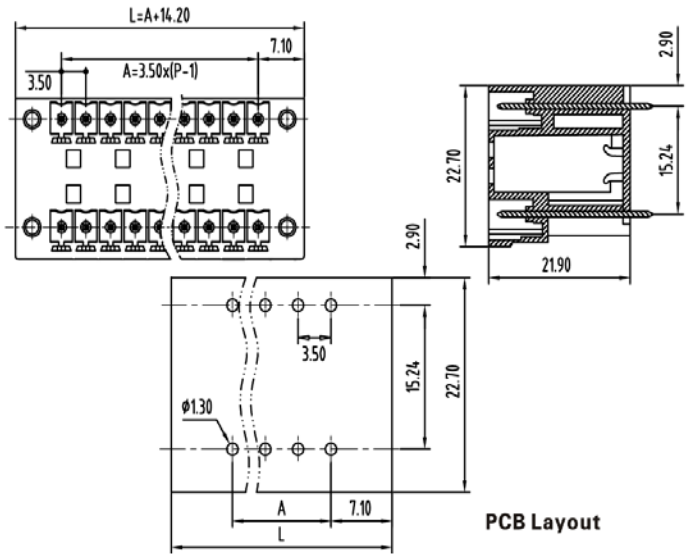 L=A+14.20
7.10
A=3.50x(P-1)
3.50
2.90
22.70
15.24
21.90
2.90
3.50
15.24
22.70
ø1.30
A
7.10
L
PCB Layout